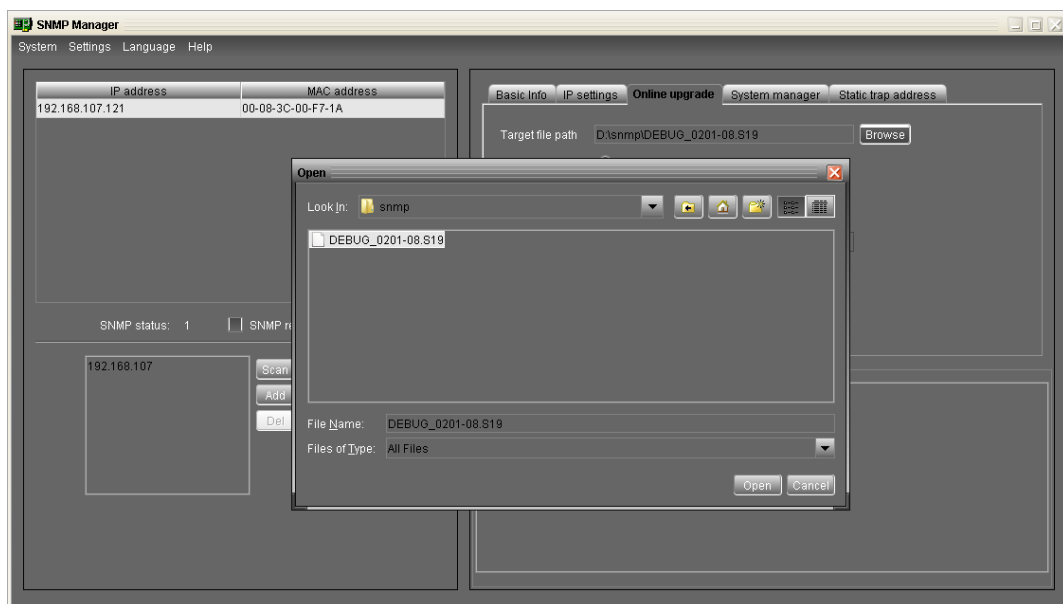 SNMP Manager
System Settings Language Help
IP address MAC address
192.168.107.121 00-08-3C-00-F7-1A
SNMP status: 1 SNMP re
192.168.107
Scan
Add
Del
Basic Info IP settings Online upgrade System manager Static trap address
Target file path D:\snmp\DEBUG_0201-08.S19 Browse
Open
Look In: snmp
DEBUG_0201-08.S19
File Name: DEBUG_0201-08.S19
Files of Type: All Files
Open Cancel